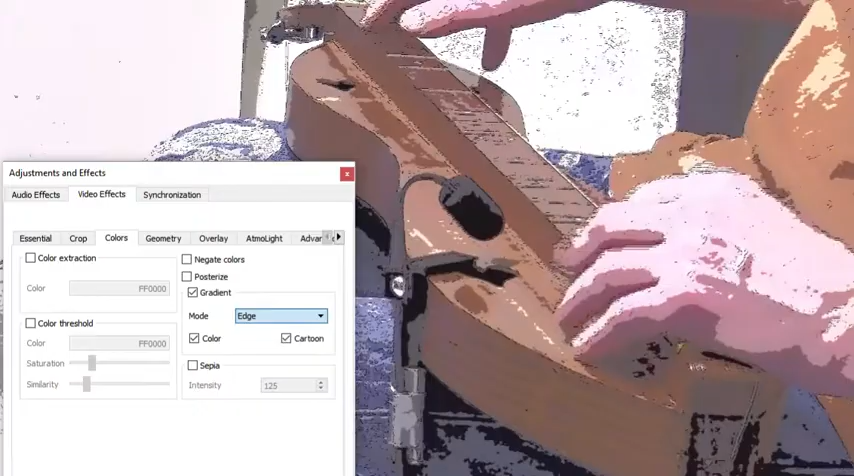 Adjustments and Effects
x
Audio Effects Video Effects Synchronization
Essential Crop Colors Geometry Overlay AtmoLight
Color extraction
Color FF0000
Color threshold
Color FF0000
Saturation
Similarity
Negate colors
Posterize
Gradient
Mode Edge
Color Cartoon
Sepia
Intensity 125